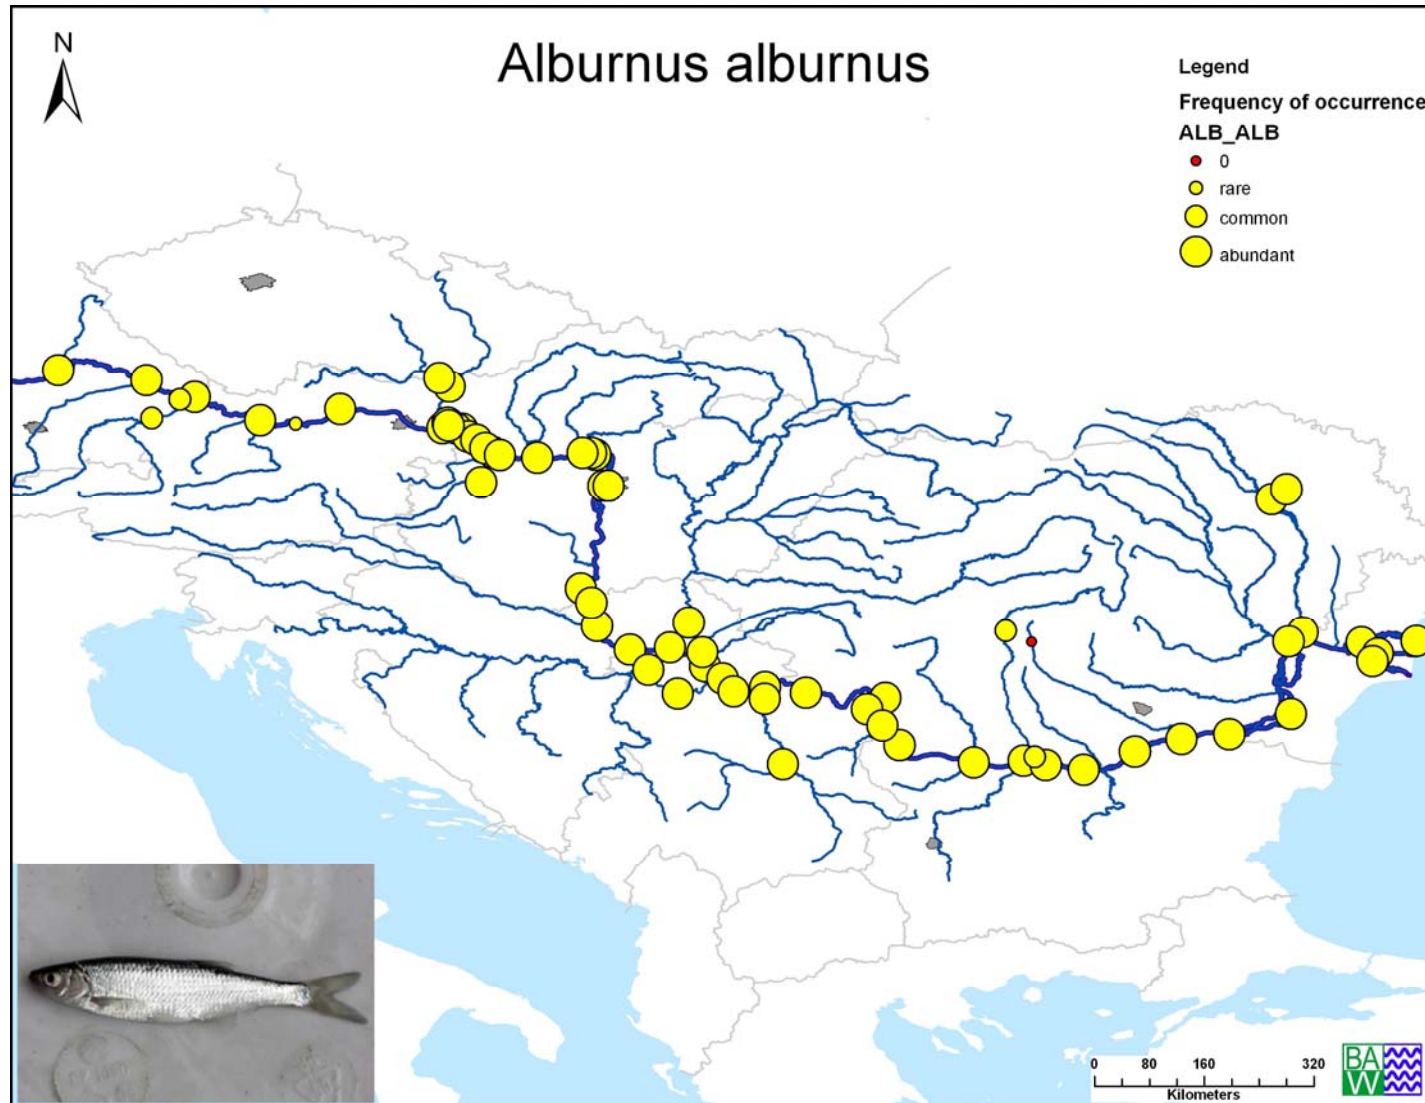 N
Alburnus alburnus
Legend
Frequency of occurrence
ALB_ALB
0
rare
common
abundant
0 80 160 320
Kilometers
BA
W